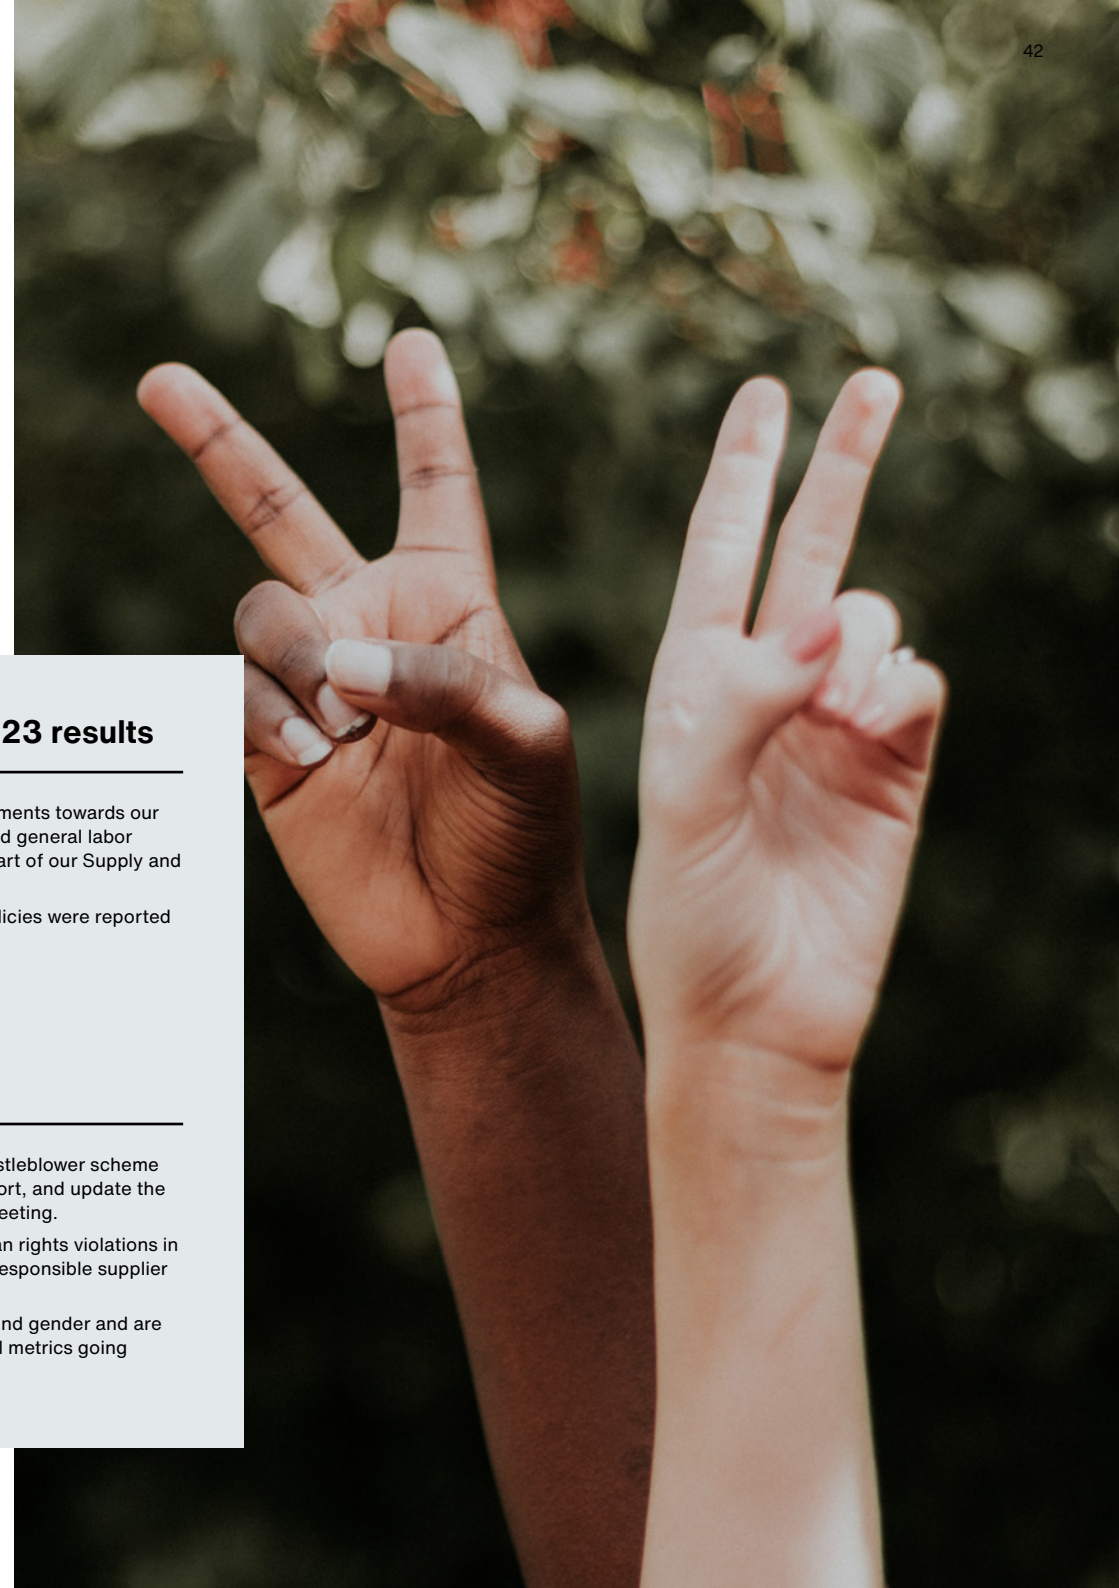 42
23 results
ments towards our
d general labor
art of our Supply and
licies were reported
stleblower scheme
ort, and update the
eeting.
an rights violations in
esponsible supplier
nd gender and are
l metrics going